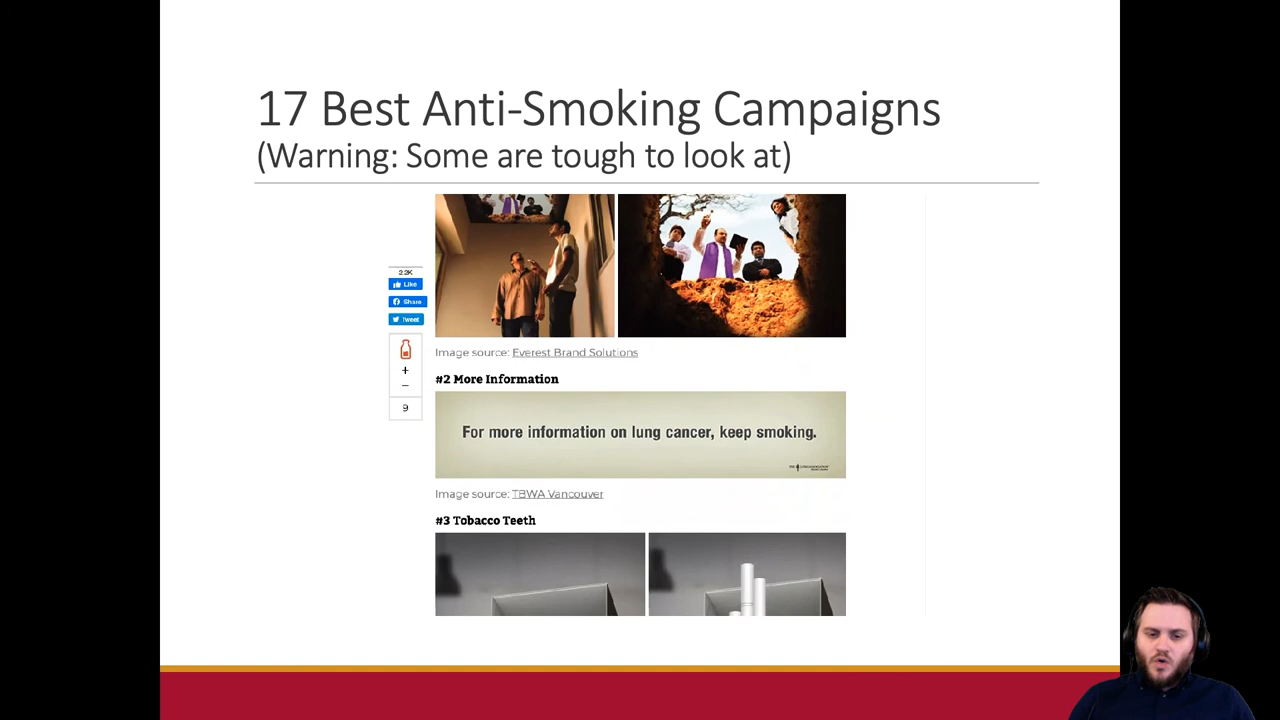 17 Best Anti-Smoking Campaigns
(Warning: Some are tough to look at)
2.2K
Like
Share
Tweet
+
−
9
Image source: Everest Brand Solutions
#2 More Information
For more information on lung cancer, keep smoking.
Image source: TBWA Vancouver
#3 Tobacco Teeth